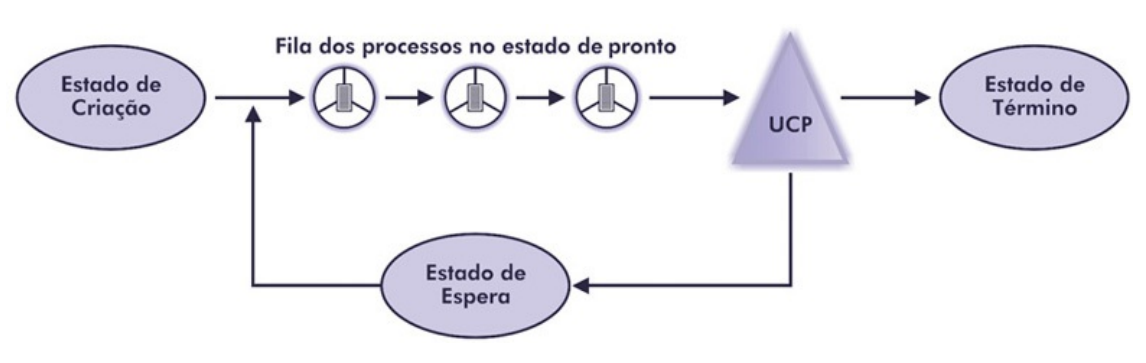 Fila dos processos no estado de pronto
Estado de
Criação
UCP
Estado de
Término
Estado de
Espera